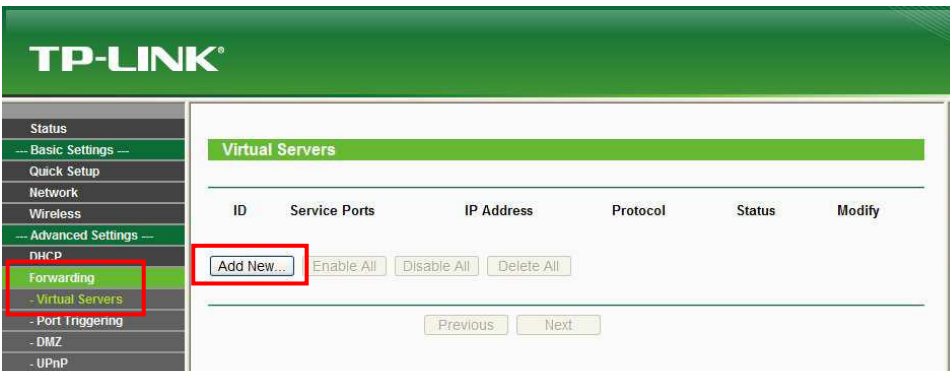 TP-LINK®
Status
--- Basic Settings ---
Quick Setup
Network
Wireless
--- Advanced Settings ---
DHCP
Forwarding
- Virtual Servers
- Port Triggering
- DMZ
- UPnP
Virtual Servers
ID Service Ports IP Address Protocol Status Modify
Add New... Enable All Disable All Delete All
Previous Next